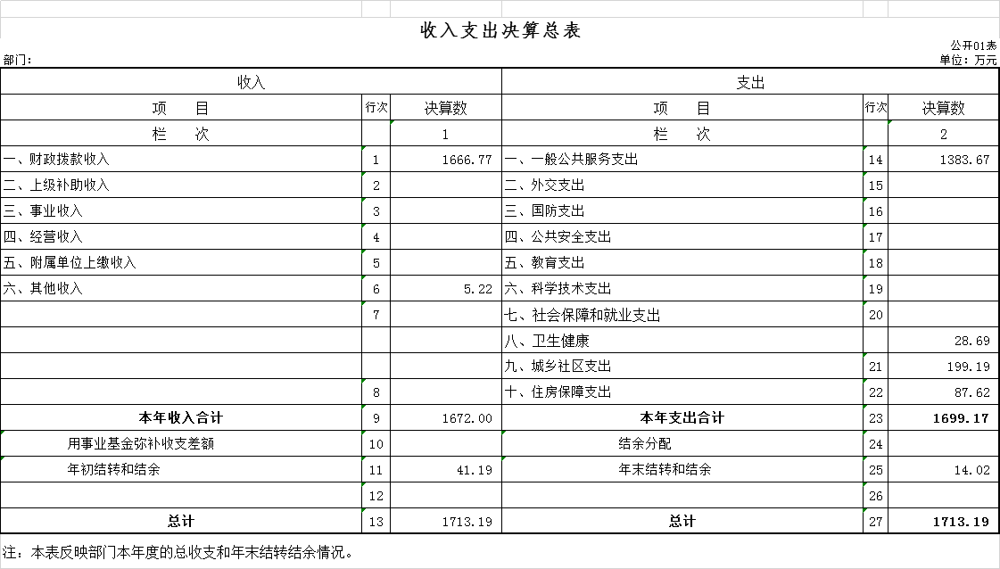 收入支出决算总表
公开01表
部门：
单位：万元
收入 支出
项 目 行次 决算数 项 目 行次 决算数
栏 次 1 栏 次 2
一、财政拨款收入 1 1666.77 一、一般公共服务支出 14 1383.67
二、上级补助收入 2 二、外交支出 15
三、事业收入 3 三、国防支出 16
四、经营收入 4 四、公共安全支出 17
五、附属单位上缴收入 5 五、教育支出 18
六、其他收入 6 5.22 六、科学技术支出 19
7 七、社会保障和就业支出 20
八、卫生健康 28.69
九、城乡社区支出 21 199.19
8 十、住房保障支出 22 87.62
本年收入合计 9 1672.00 本年支出合计 23 1699.17
用事业基金弥补收支差额 10 结余分配 24
年初结转和结余 11 41.19 年末结转和结余 25 14.02
12 26
总计 13 1713.19 总计 27 1713.19
注：本表反映部门本年度的总收支和年末结转结余情况。